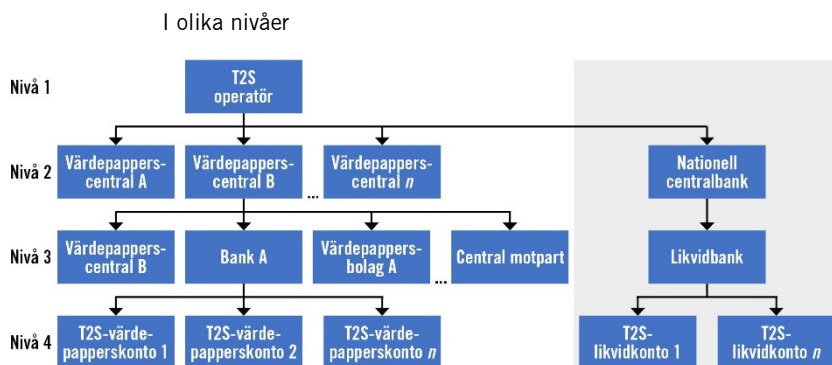 I olika nivåer
Nivå 1
T2S
operatör
Nivå 2
Värdepappers-
central A
Värdepappers-
central B
...
Värdepappers-
central n
Nationell
centralbank
Nivå 3
Värdepappers-
central B
Bank A
Värdepappers-
bolag A
...
Central motpart
Likvidbank
Nivå 4
T2S-värde-
papperskonto 1
T2S-värde-
papperskonto 2
T2S-värde-
papperskonto n
T2S-
likvidkonto 1
T2S-
likvidkonto n